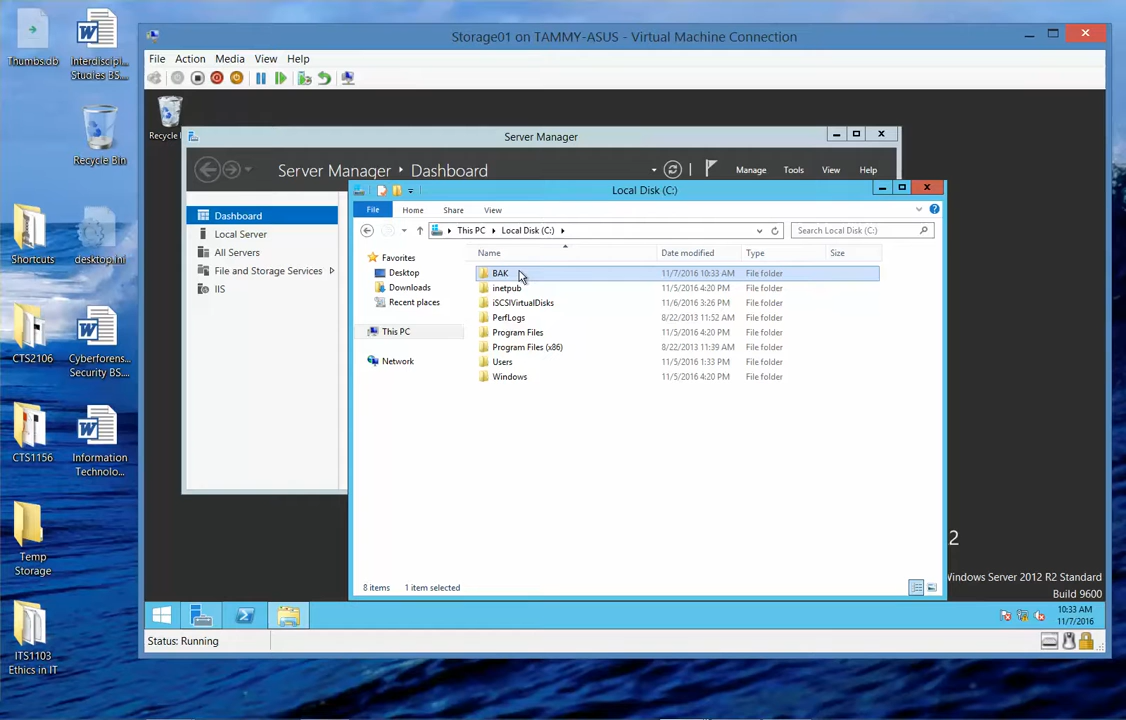 Thumbs.db
Interdiscipl...
Studies BS....
Recycle Bin
Shortcuts
desktop.ini
CTS2106
Cyberforens...
Security BS....
CTS1156
Information
Technolo...
Temp
Storage
ITS1103
Ethics in IT
Storage01 on TAMMY-ASUS - Virtual Machine Connection
File Action Media View Help
Recycle
Server Manager
Server Manager • Dashboard
Manage Tools View Help
Dashboard
Local Server
All Servers
File and Storage Services
IIS
Local Disk (C:)
File Home Share View
This PC Local Disk (C:)
Search Local Disk (C:)
Favorites
Desktop
Downloads
Recent places
This PC
Network
Name Date modified Type Size
BAK 11/7/2016 10:33 AM File folder
inetpub 11/5/2016 4:20 PM File folder
iSCSIVirtualDisks 11/6/2016 3:26 PM File folder
PerfLogs 8/22/2013 11:52 AM File folder
Program Files 11/5/2016 4:20 PM File folder
Program Files (x86) 8/22/2013 11:39 AM File folder
Users 11/5/2016 1:33 PM File folder
Windows 11/5/2016 4:20 PM File folder
8 items 1 item selected
2
Windows Server 2012 R2 Standard
Build 9600
10:33 AM
11/7/2016
Status: Running